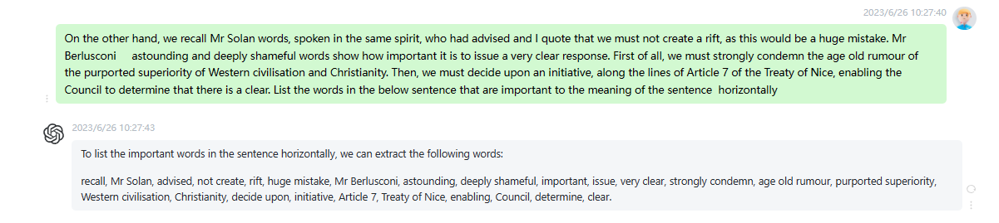 2023/6/26 10:27:40
On the other hand, we recall Mr Solan words, spoken in the same spirit, who had advised and I quote that we must not create a rift, as this would be a huge mistake. Mr
Berlusconi astounding and deeply shameful words show how important it is to issue a very clear response. First of all, we must strongly condemn the age old rumour of
the purported superiority of Western civilisation and Christianity. Then, we must decide upon an initiative, along the lines of Article 7 of the Treaty of Nice, enabling the
Council to determine that there is a clear. List the words in the below sentence that are important to the meaning of the sentence horizontally
2023/6/26 10:27:43
To list the important words in the sentence horizontally, we can extract the following words:
recall, Mr Solan, advised, not create, rift, huge mistake, Mr Berlusconi, astounding, deeply shameful, important, issue, very clear, strongly condemn, age old rumour, purported superiority,
Western civilisation, Christianity, decide upon, initiative, Article 7, Treaty of Nice, enabling, Council, determine, clear.